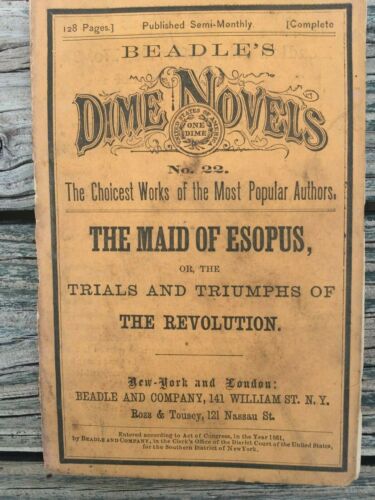 128 Pages.] Published Semi-Monthly. [Complete
BEADLE'S
DIME NOVELS
UNITED STATES OF AMERICA
ONE
DIME
No. 22.
The Choicest Works of the Most Popular Authors.
THE MAID OF ESOPUS,
OR, THE
TRIALS AND TRIUMPHS OF
THE REVOLUTION.
New-York and London:
BEADLE AND COMPANY, 141 WILLIAM ST. N. Y.
Ross & Tousey, 121 Nassau St.
Entered according to Act of Congress, in the Year 1861,
by BEADLE AND COMPANY, in the Clerk's Office of the District Court of the United States,
for the Southern District of New York.